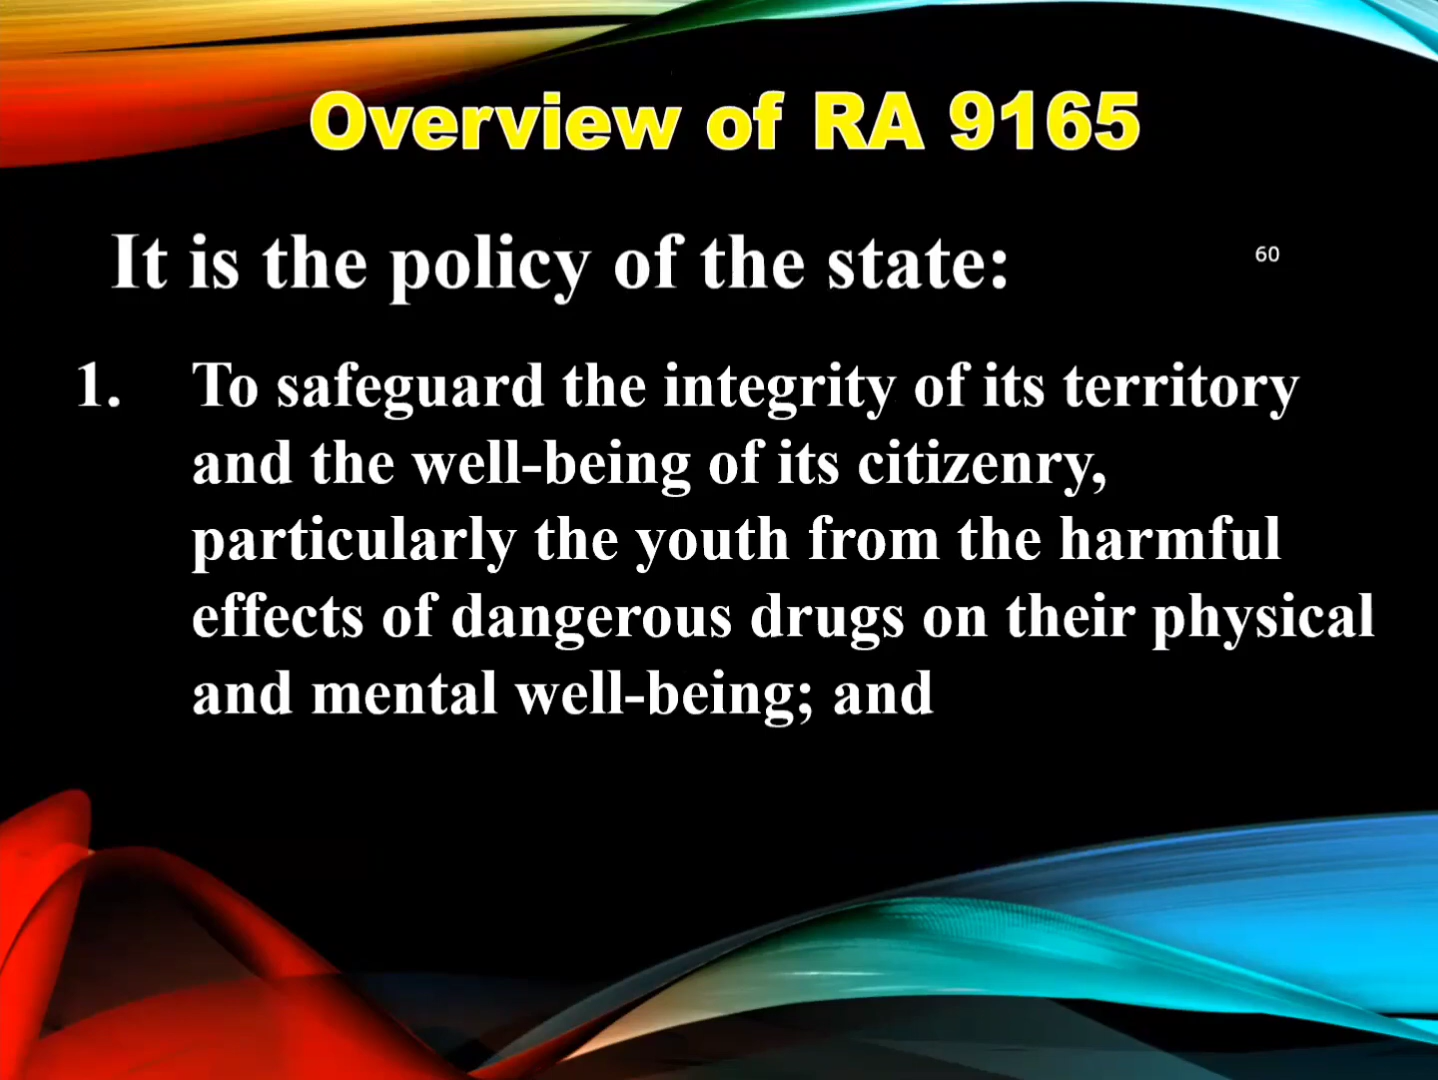 Overview of RA 9165
It is the policy of the state:
60
1. To safeguard the integrity of its territory
and the well-being of its citizenry,
particularly the youth from the harmful
effects of dangerous drugs on their physical
and mental well-being; and